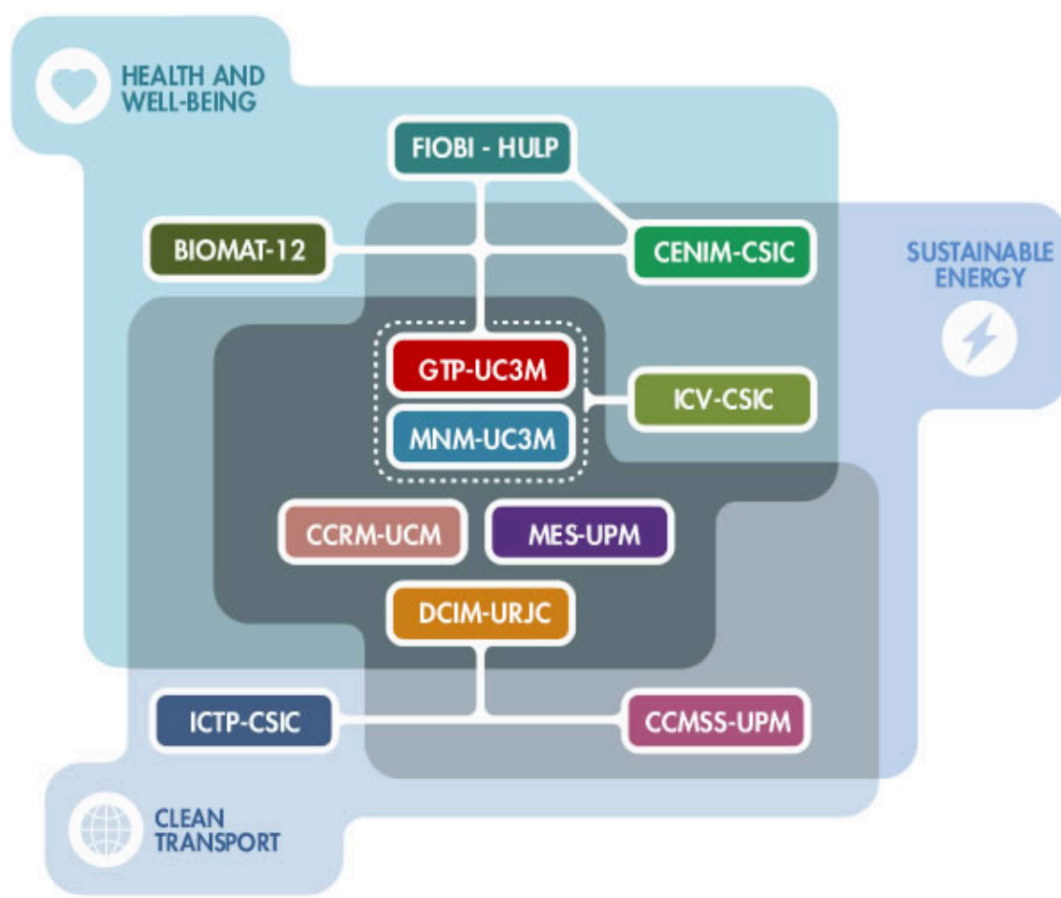 HEALTH AND
WELL-BEING
FIOBI - HULP
BIOMAT-12
CENIM-CSIC
SUSTAINABLE
ENERGY
GTP-UC3M
ICV-CSIC
MNM-UC3M
CCRM-UCM
MES-UPM
DCIM-URJC
ICTP-CSIC
CCMSS-UPM
CLEAN
TRANSPORT